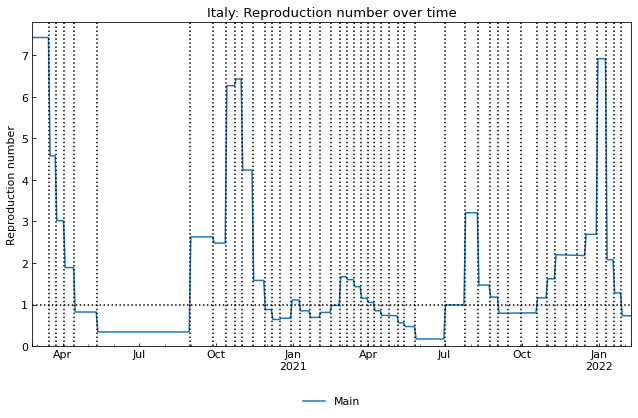 Italy: Reproduction number over time
Reproduction number
7
6
5
4
3
2
1
0
Apr
Jul
Oct
Jan
2021
Apr
Jul
Oct
Jan
2022
Main